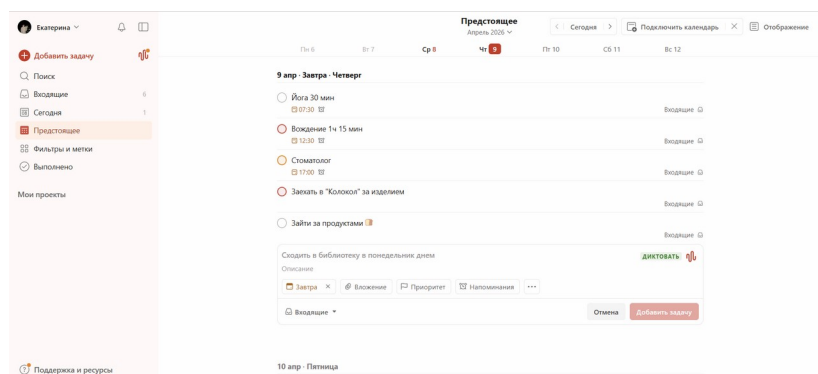 Екатерина
Добавить задачу
Поиск
Входящие 6
Сегодня 1
Предстоящее
Фильтры и метки
Выполнено
Мои проекты
Поддержка и ресурсы
Предстоящее
Апрель 2026
Сегодня
Подключить календарь
Отображение
Пн 6 Вт 7 Ср 8 Чт 9 Пт 10 Сб 11 Вс 12
9 апр · Завтра · Четверг
Йога 30 мин
07:30
Входящие
Вождение 1ч 15 мин
12:30
Входящие
Стоматолог
17:00
Входящие
Заехать в "Колокол" за изделием
Входящие
Зайти за продуктами
Входящие
Сходить в библиотеку в понедельник днем
ДИКТОВАТЬ
Описание
Завтра × Вложение Приоритет Напоминания ...
Входящие
Отмена Добавить задачу
10 апр · Пятница